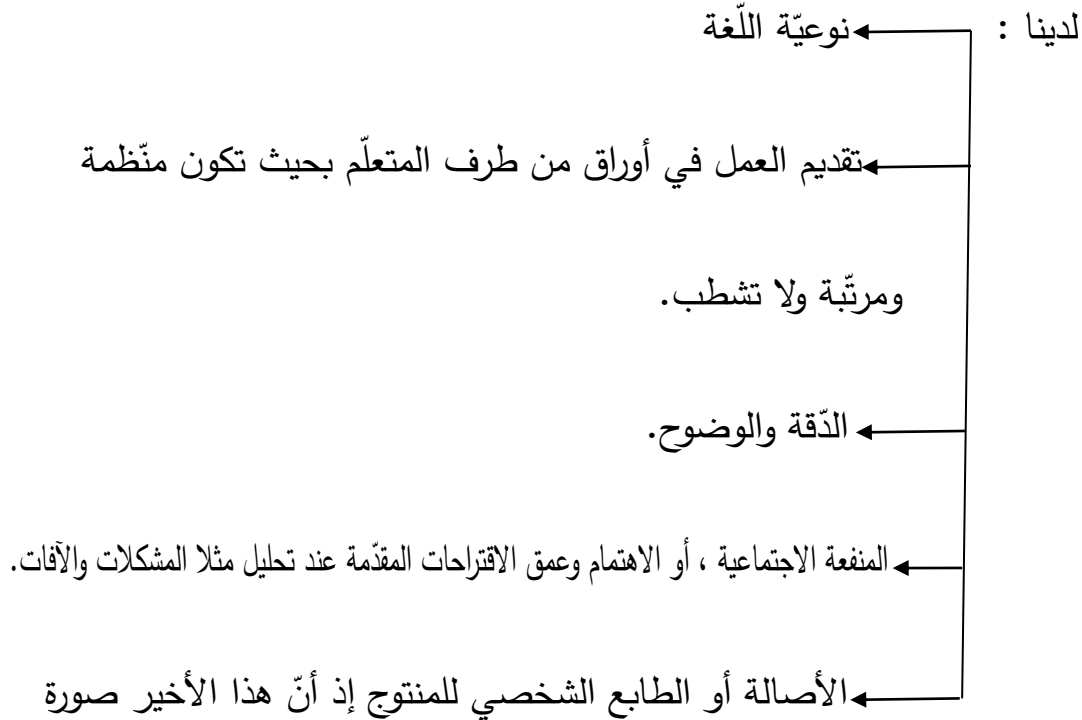 لدينا : نوعيّة اللّغة
تقديم العمل في أوراق من طرف المتعلّم بحيث تكون منّظمة
ومرتّبة ولا تشطب.
الدّقة والوضوح.
المنفعة الاجتماعية ، أو الاهتمام وعمق الاقتراحات المقدّمة عند تحليل مثلا المشكلات والآفات.
الأصالة أو الطابع الشخصي للمنتوج إذ أنّ هذا الأخير صورة